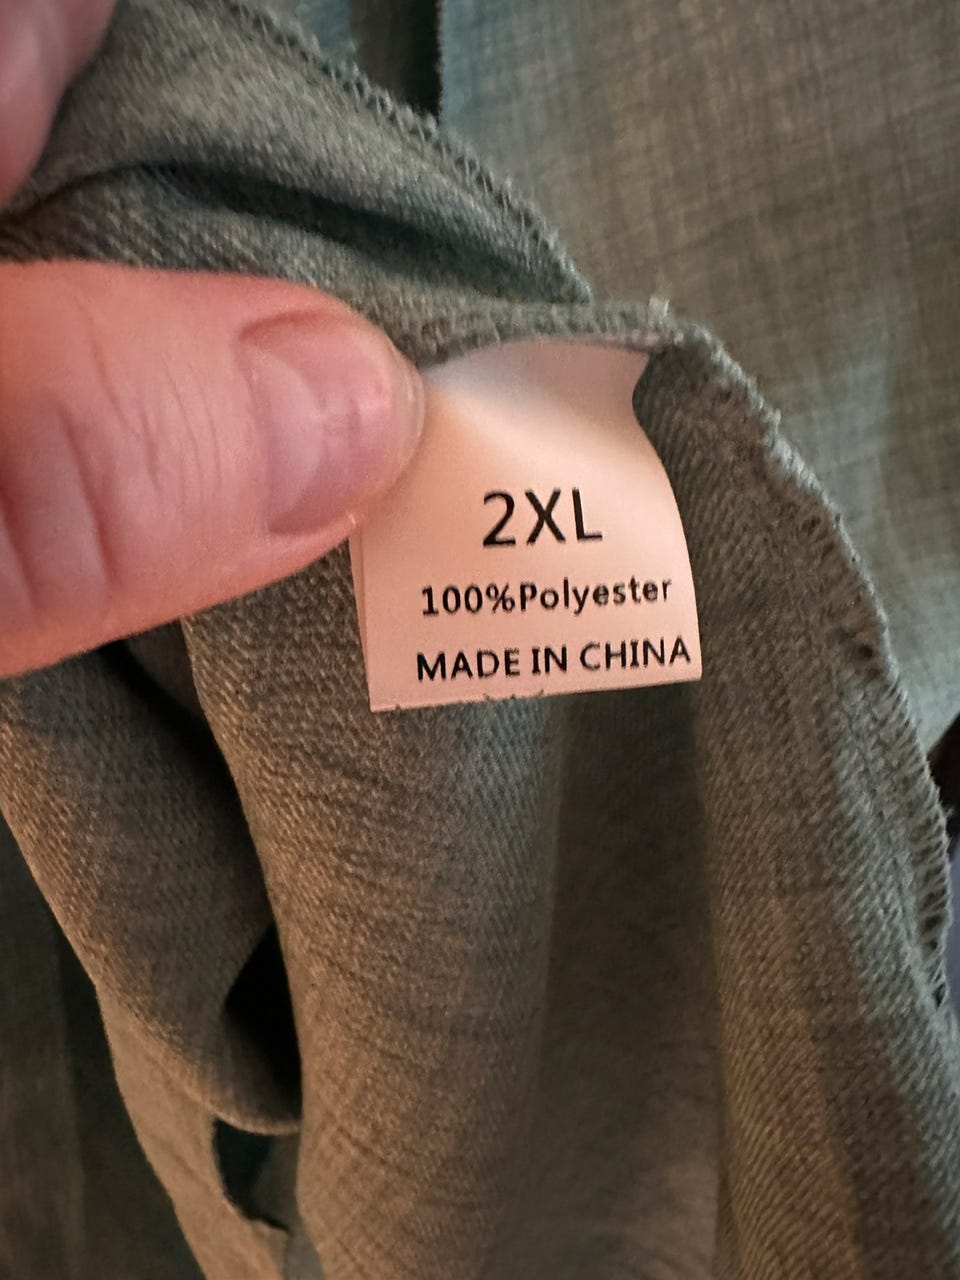 2XL
100%Polyester
MADE IN CHINA